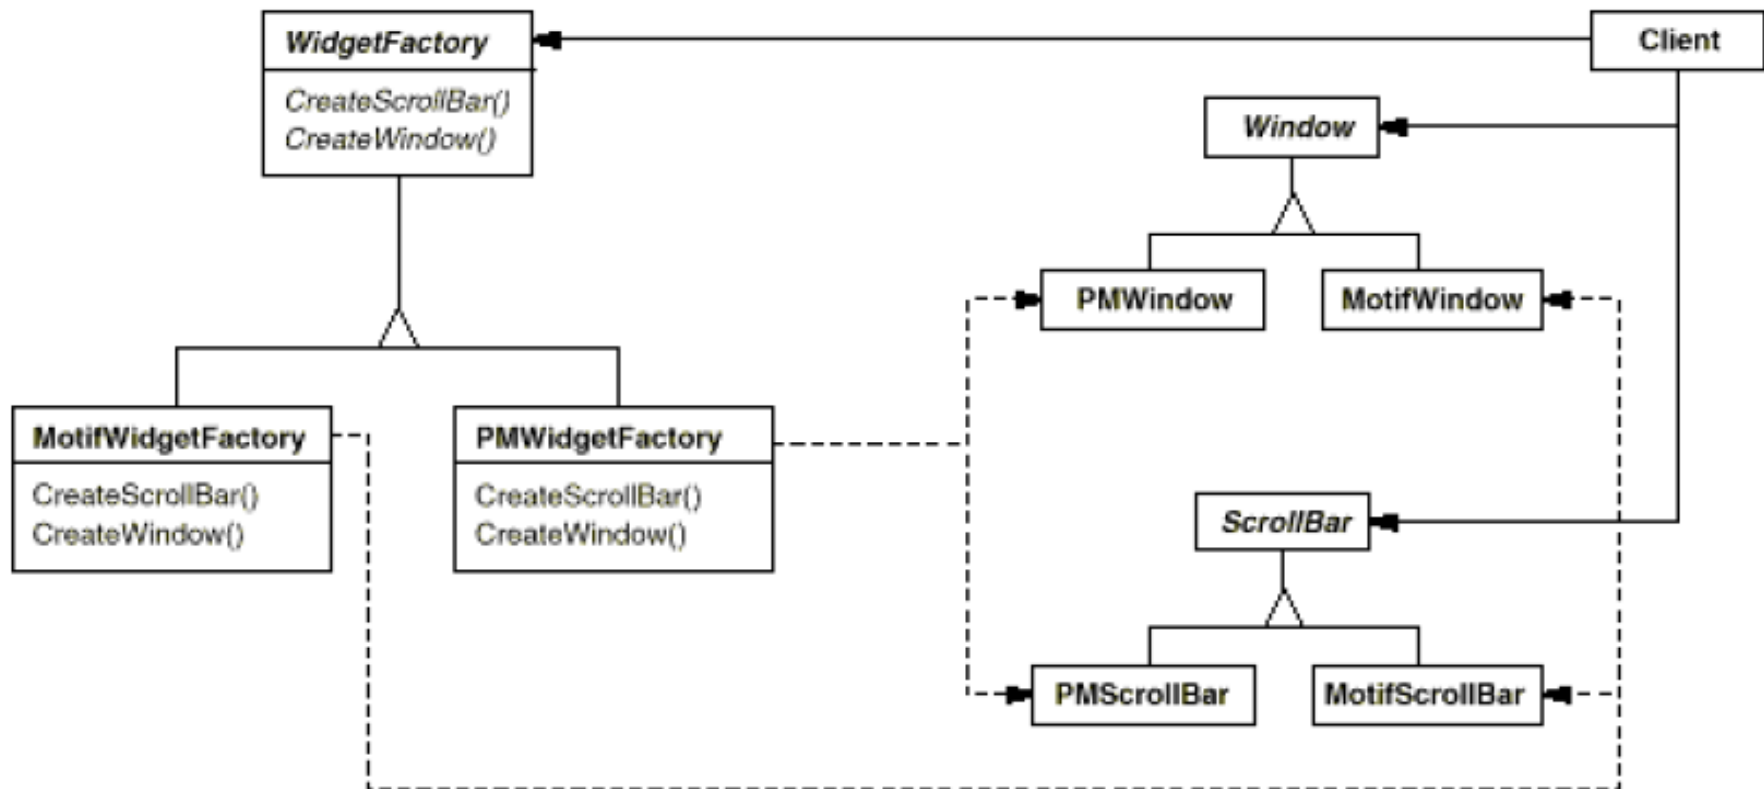 WidgetFactory
CreateScrollBar()
CreateWindow()
Client
Window
PMWindow
MotifWindow
MotifWidgetFactory
CreateScrollBar()
CreateWindow()
PMWidgetFactory
CreateScrollBar()
CreateWindow()
ScrollBar
PMScrollBar
MotifScrollBar